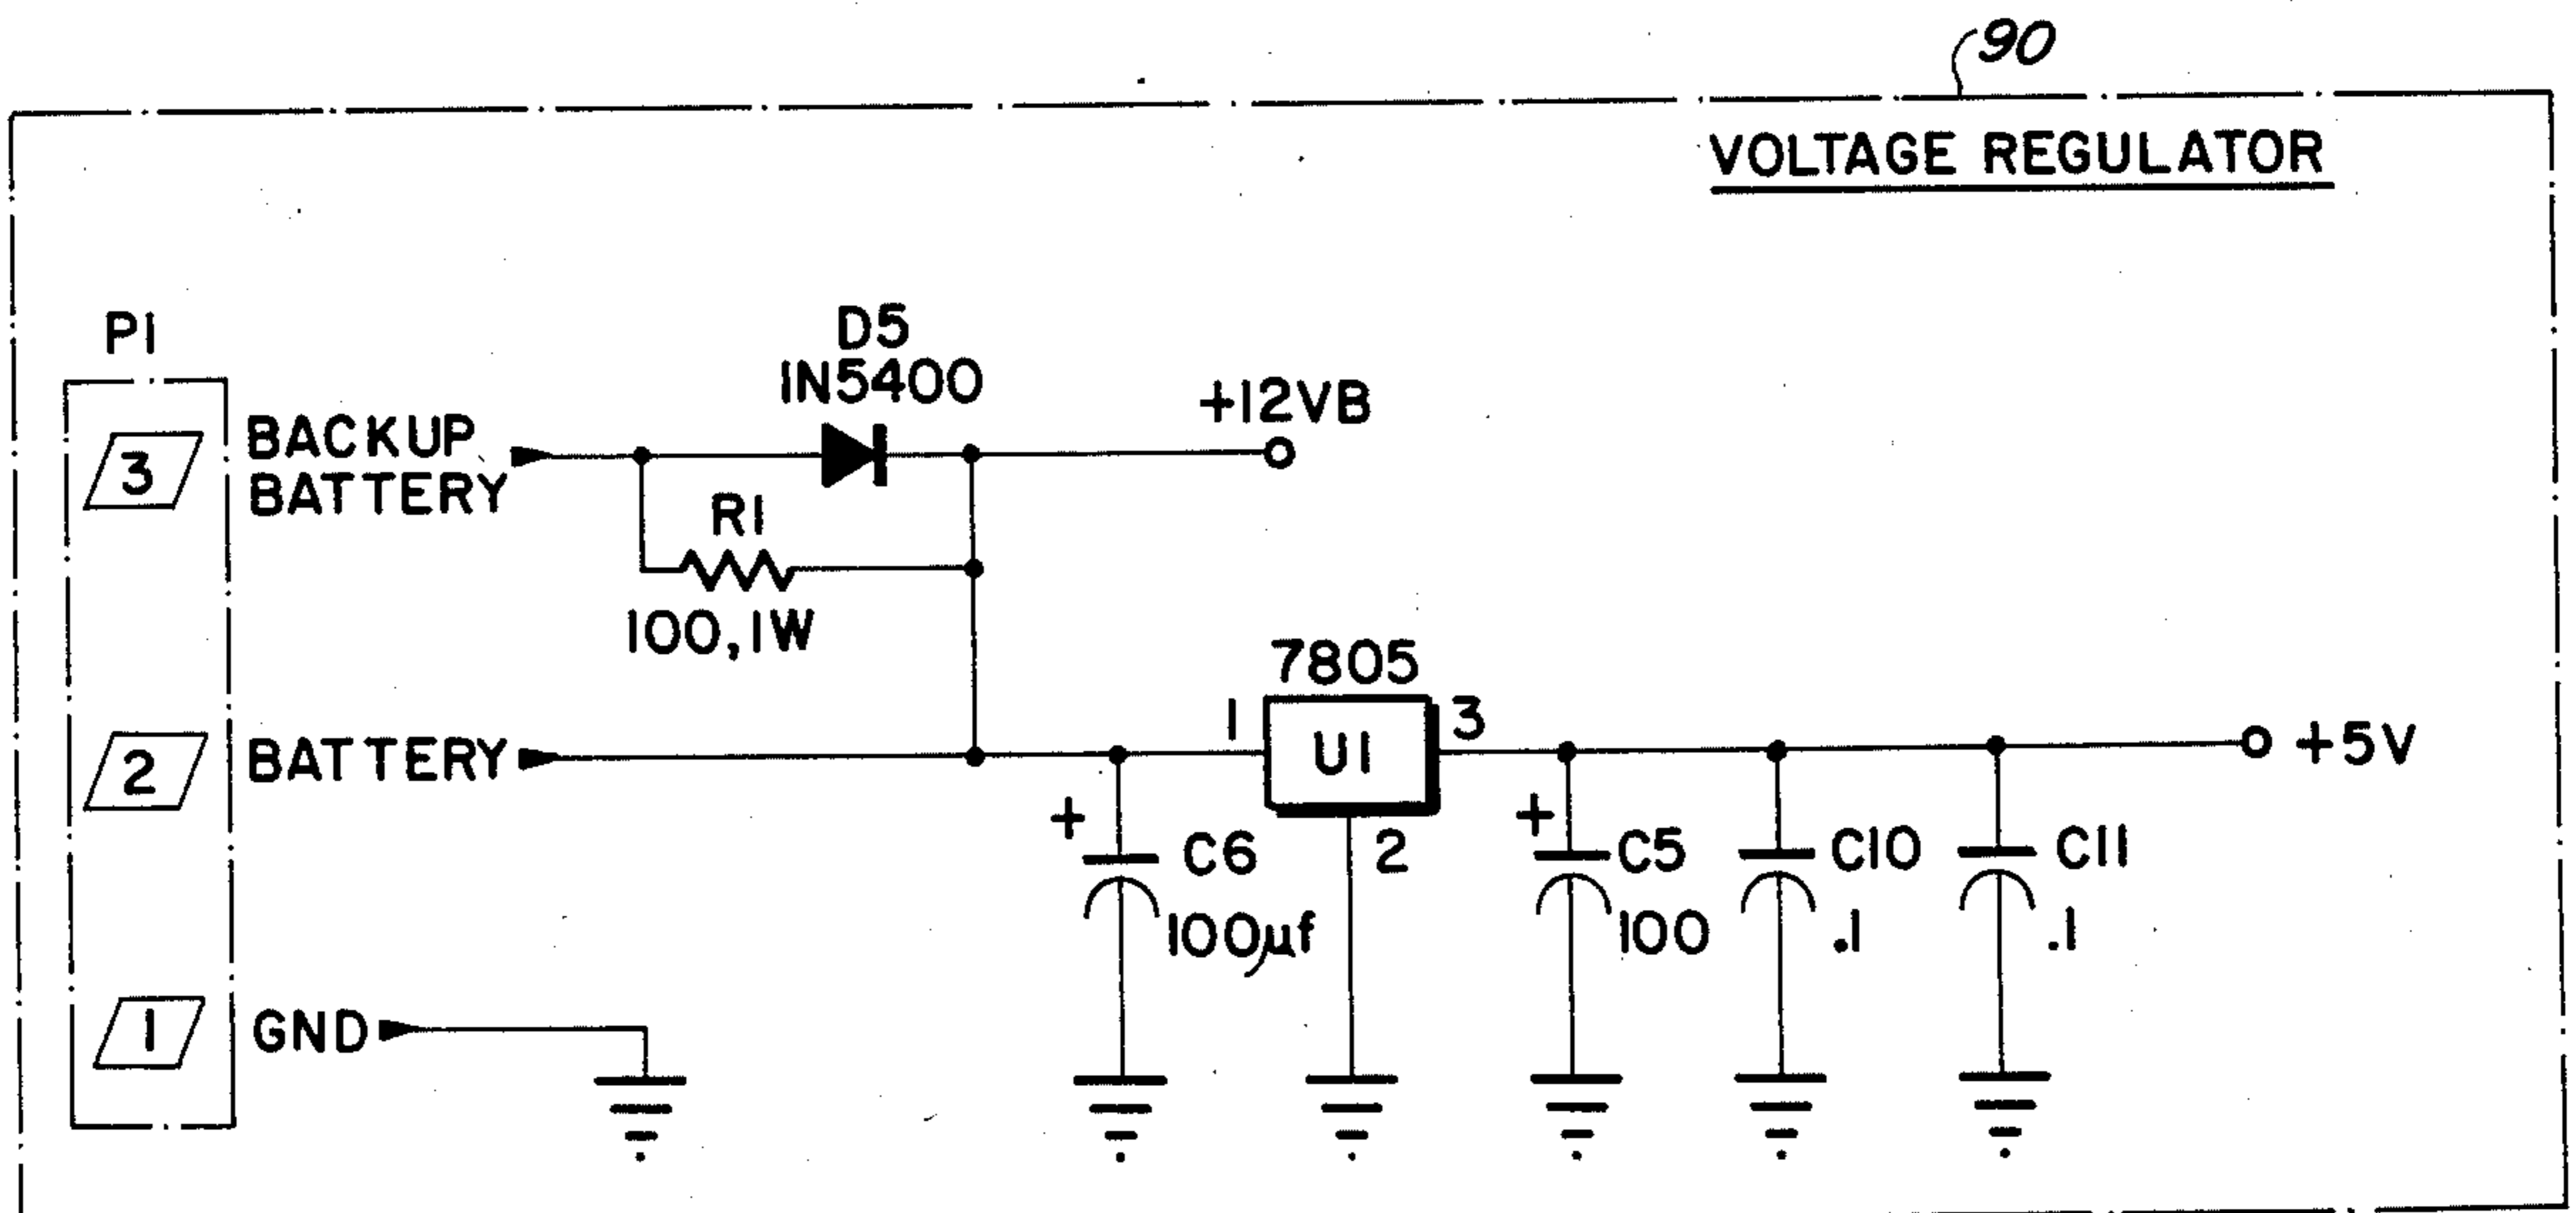 90
VOLTAGE REGULATOR
P1
D5
1N5400
+12VB
3
BACKUP
BATTERY
R1
100,1W
7805
1
U1
3
2
BATTERY
+5V
+
C6
100µf
2
+
C5
100
C10
.1
C11
.1
1
GND